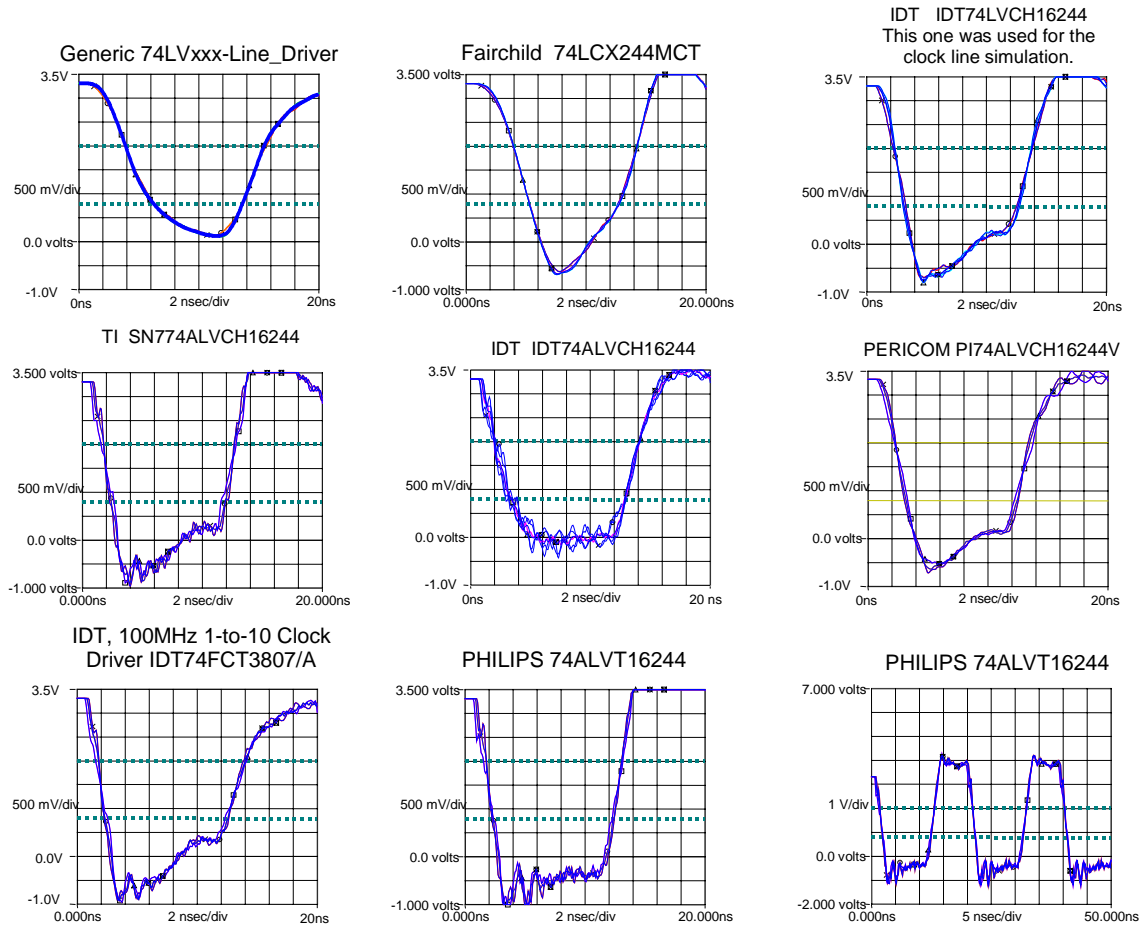 Generic 74LVxxx-Line_Driver
3.5V
500 mV/div
0.0 volts
-1.0V
0ns
2 nsec/div
20ns
Fairchild 74LCX244MCT
3.500 volts
500 mV/div
0.0 volts
-1.000 volts
0.000ns
2 nsec/div
20.000ns
IDT IDT74LVCH16244
This one was used for the
clock line simulation.
3.5V
500 mV/div
0.0 volts
-1.0V
0ns
2 nsec/div
20ns
TI SN774ALVCH16244
3.500 volts
500 mV/div
0.0 volts
-1.000 volts
0.000ns
2 nsec/div
20.000ns
IDT IDT74ALVCH16244
3.5V
500 mV/div
0.0 volts
-1.0V
0ns
2 nsec/div
20 ns
PERICOM PI74ALVCH16244V
3.5V
500 mV/div
0.0 volts
-1.0V
0ns
2 nsec/div
20ns
IDT, 100MHz 1-to-10 Clock
Driver IDT74FCT3807/A
3.5V
500 mV/div
0.0V
-1.0V
0.000ns
2 nsec/div
20ns
PHILIPS 74ALVT16244
3.500 volts
500 mV/div
0.0 volts
-1.000 volts
0.000ns
2 nsec/div
20.000ns
PHILIPS 74ALVT16244
7.000 volts
1 V/div
0.0 volts
-2.000 volts
0.000ns
5 nsec/div
50.000ns